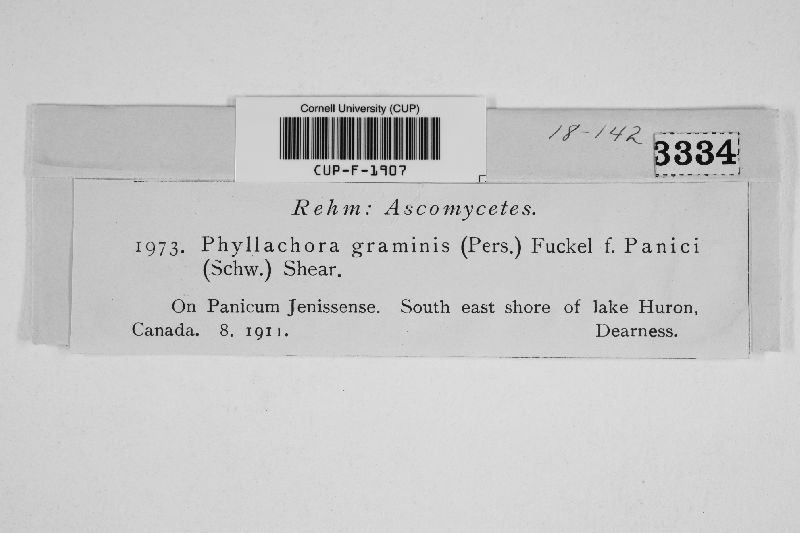 Cornell University (CUP)
CUP-F-1907
18-142
3334
Rehm: Ascomycetes.
1973. Phyllachora graminis (Pers.) Fuckel f. Panici
(Schw.) Shear.
On Panicum Jenissense. South east shore of lake Huron,
Canada. 8. 1911. Dearness.